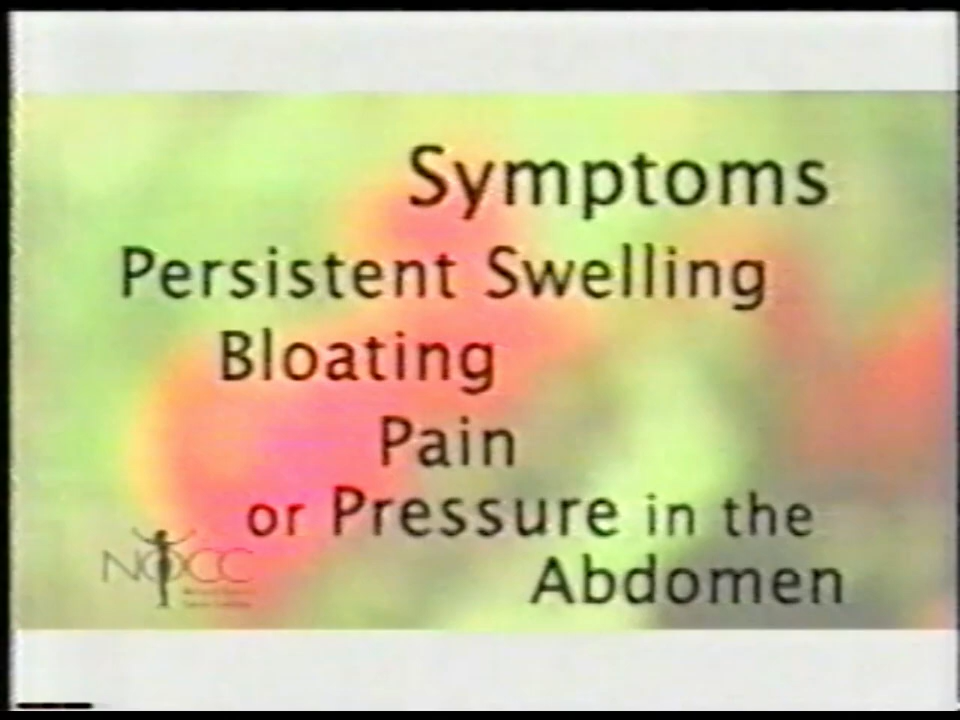 Symptoms
Persistent Swelling
Bloating
Pain
or Pressure in the
Abdomen
NOCC